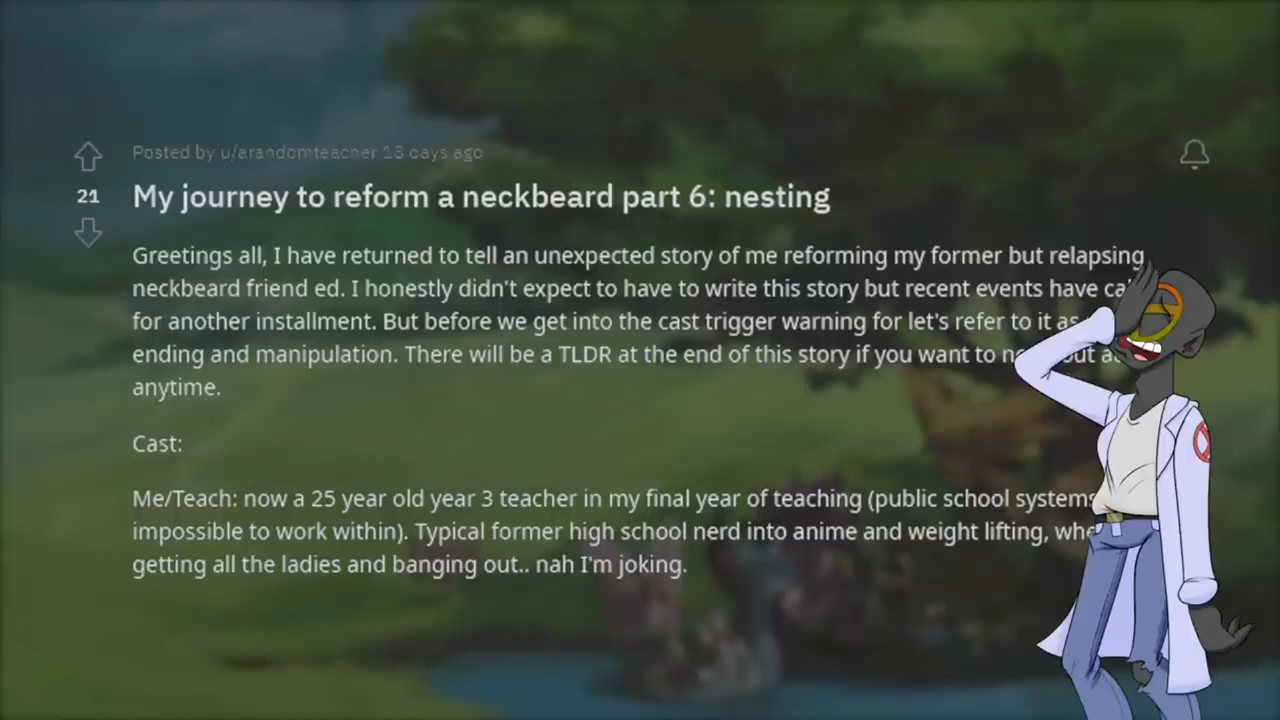 Posted by u/arandomteacher 18 days ago
21
My journey to reform a neckbeard part 6: nesting
Greetings all, I have returned to tell an unexpected story of me reforming my former but relapsing
neckbeard friend ed. I honestly didn't expect to have to write this story but recent events have
for another installment. But before we get into the cast trigger warning for let's refer to it as
ending and manipulation. There will be a TLDR at the end of this story if you want to
anytime.
Cast:
Me/Teach: now a 25 year old year 3 teacher in my final year of teaching (public school systems
impossible to work within). Typical former high school nerd into anime and weight lifting,
getting all the ladies and banging out.. nah I'm joking.